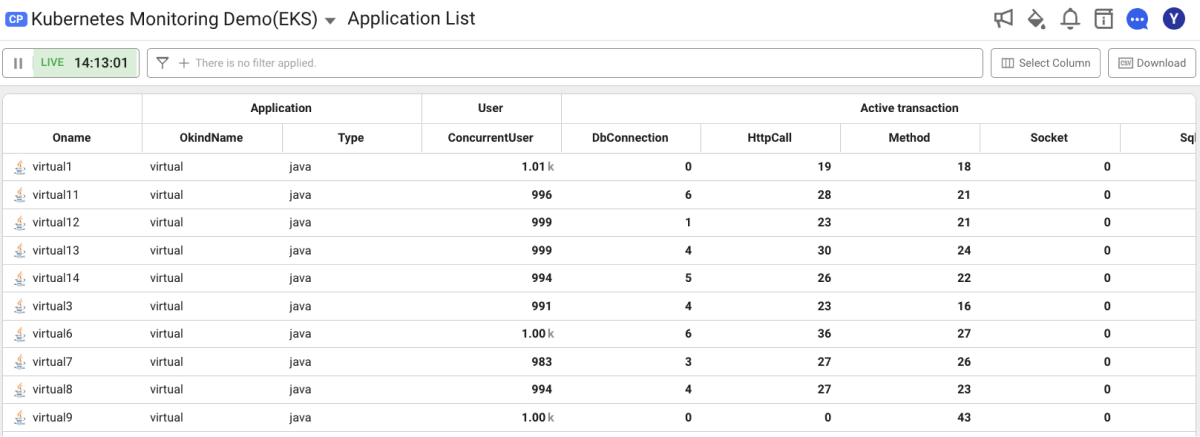 CP Kubernetes Monitoring Demo(EKS) Application List Y
LIVE 14:13:01 There is no filter applied. Select Column CSV Download
Application User Active transaction
Oname OkindName Type ConcurrentUser DbConnection HttpCall Method Socket Sql
virtual1 virtual java 1.01 k 0 19 18 0
virtual11 virtual java 996 6 28 21 0
virtual12 virtual java 999 1 23 21 0
virtual13 virtual java 999 4 30 24 0
virtual14 virtual java 994 5 26 22 0
virtual3 virtual java 991 4 23 16 0
virtual6 virtual java 1.00 k 6 36 27 0
virtual7 virtual java 983 3 27 26 0
virtual8 virtual java 994 4 27 23 0
virtual9 virtual java 1.00 k 0 0 43 0